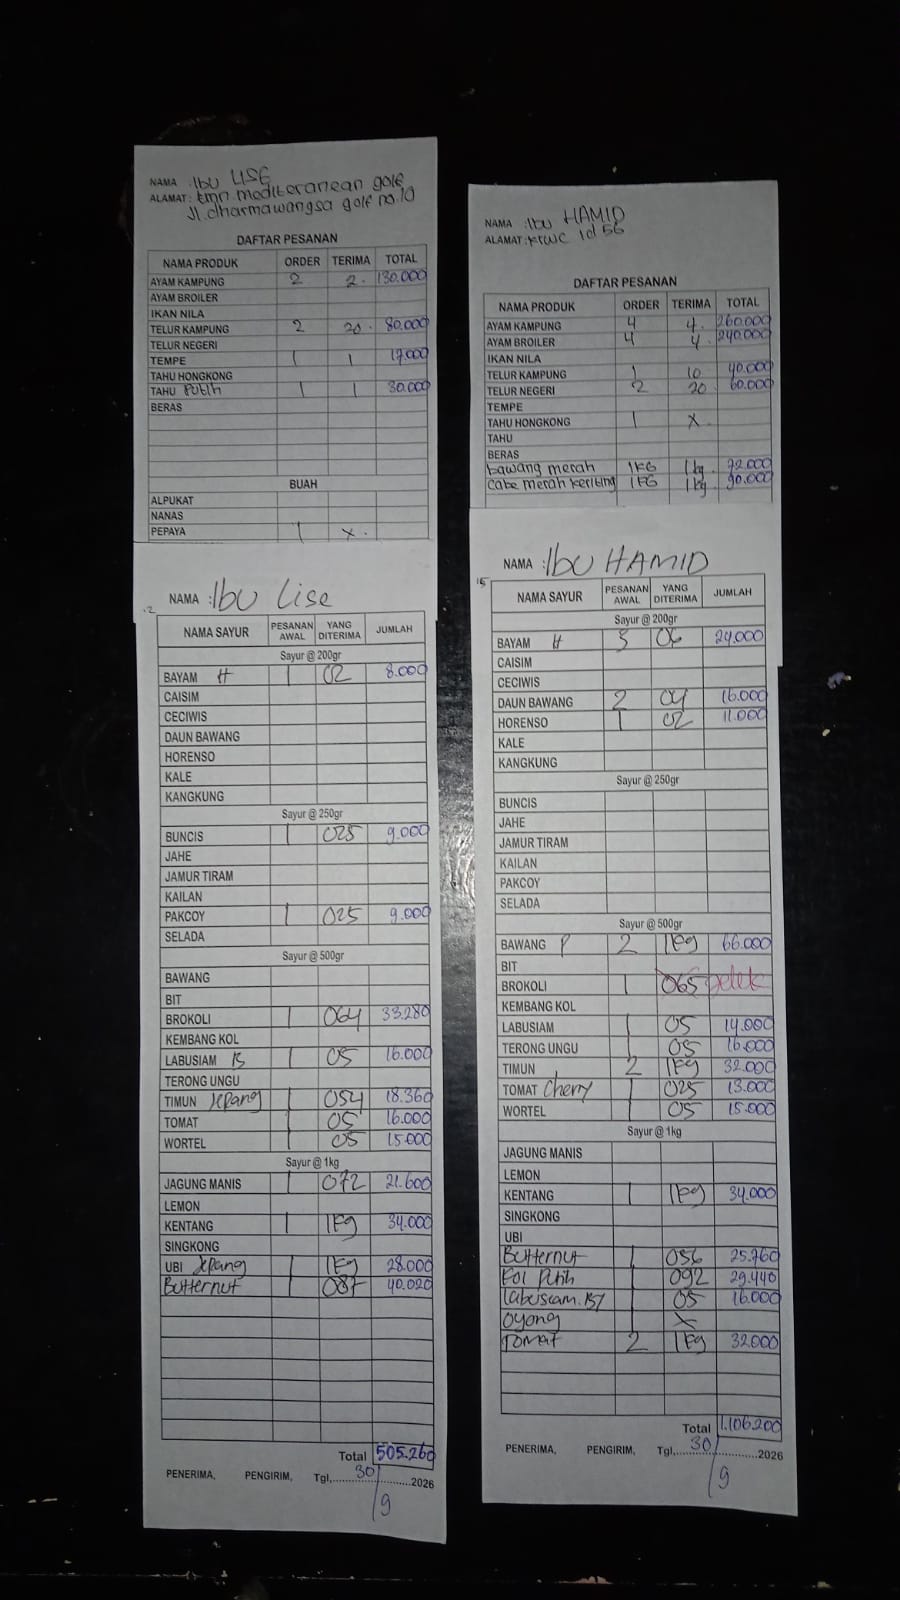 NAMA : Ibu LISE
ALAMAT : tmn. mediteranean golf
Jl. dharmawangsa golf no.10
DAFTAR PESANAN
NAMA PRODUK ORDER TERIMA TOTAL
AYAM KAMPUNG 2 2. 130.000
AYAM BROILER
IKAN NILA
TELUR KAMPUNG 2 20. 80.000
TELUR NEGERI
TEMPE 1 1 17.000
TAHU HONGKONG
TAHU Putih 1 1 30.000
BERAS
BUAH
ALPUKAT
NANAS
PEPAYA 1 x.
NAMA : Ibu Lise
NAMA SAYUR PESANAN AWAL YANG DITERIMA JUMLAH
Sayur @ 200gr
BAYAM H 1 02 8.000
CAISIM
CECIWIS
DAUN BAWANG
HORENSO
KALE
KANGKUNG
Sayur @ 250gr
BUNCIS 1 025 9.000
JAHE
JAMUR TIRAM
KAILAN
PAKCOY 1 025 9.000
SELADA
Sayur @ 500gr
BAWANG
BIT
BROKOLI 1 064 33.280
KEMBANG KOL
LABUSIAM B 1 05 16.000
TERONG UNGU
TIMUN Jepang 1 054 18.360
TOMAT 1 05 16.000
WORTEL 1 05 15.000
Sayur @ 1kg
JAGUNG MANIS 1 072 21.600
LEMON
KENTANG 1 1kg 34.000
SINGKONG
UBI Jepang 1 1kg 28.000
Butternut 1 087 40.020
Total 505.260
PENERIMA, PENGIRIM, Tgl, 30/9 2026
NAMA : Ibu HAMID
ALAMAT : krwc 1d 56
DAFTAR PESANAN
NAMA PRODUK ORDER TERIMA TOTAL
AYAM KAMPUNG 4 4. 260.000
AYAM BROILER 4 4. 240.000
IKAN NILA
TELUR KAMPUNG 1 10 40.000
TELUR NEGERI 2 20. 60.000
TEMPE
TAHU HONGKONG 1 x.
TAHU
BERAS
bawang merah 1KG 1kg. 72.000
cabe merah keriting 1KG 1kg. 90.000
NAMA : Ibu HAMID
15
NAMA SAYUR PESANAN AWAL YANG DITERIMA JUMLAH
Sayur @ 200gr
BAYAM H 3 06 24.000
CAISIM
CECIWIS
DAUN BAWANG 2 04 16.000
HORENSO 1 02 11.000
KALE
KANGKUNG
Sayur @ 250gr
BUNCIS
JAHE
JAMUR TIRAM
KAILAN
PAKCOY
SELADA
Sayur @ 500gr
BAWANG P 2 1kg 66.000
BIT
BROKOLI 1 065 jelek
KEMBANG KOL
LABUSIAM 1 05 14.000
TERONG UNGU 1 05 16.000
TIMUN 2 1kg 32.000
TOMAT Cherry 1 025 13.000
WORTEL 1 05 15.000
Sayur @ 1kg
JAGUNG MANIS
LEMON
KENTANG 1 1kg 34.000
SINGKONG
UBI
Butternut 1 056 25.760
Kol Putih 1 092 29.440
labusiam. 1 05 16.000
Oyong 1 X
Tomat 2 1kg 32.000
Total 1.106.200
PENERIMA, PENGIRIM, Tgl, 30/9 2026